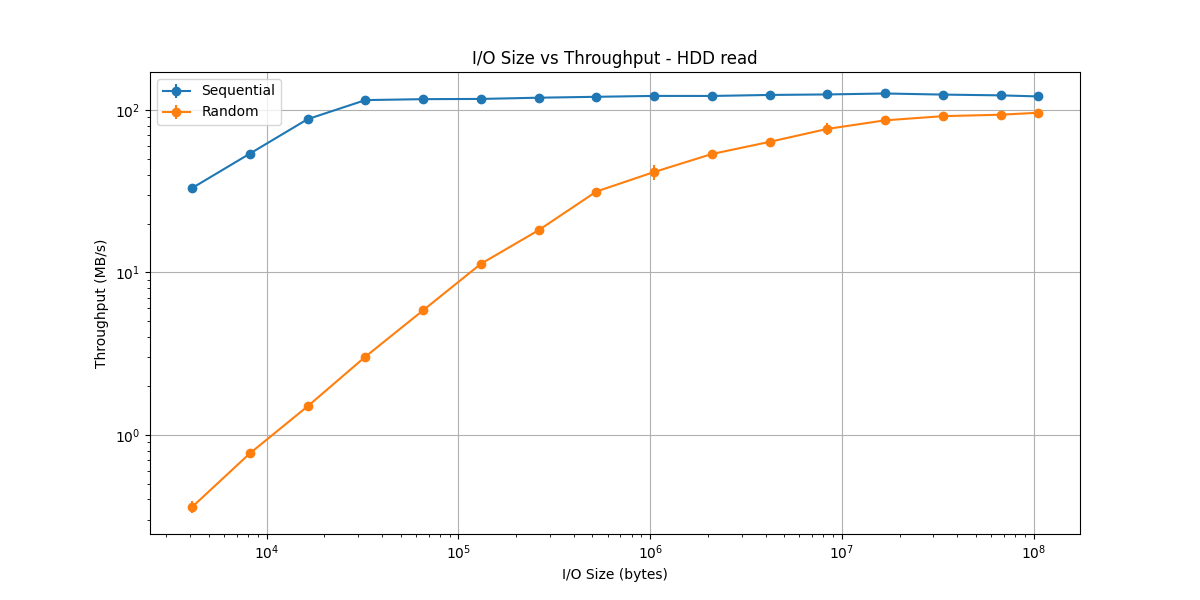 I/O Size vs Throughput - HDD read
Sequential
Random
Throughput (MB/s)
10²
10¹
10⁰
10⁴
10⁵
10⁶
10⁷
10⁸
I/O Size (bytes)